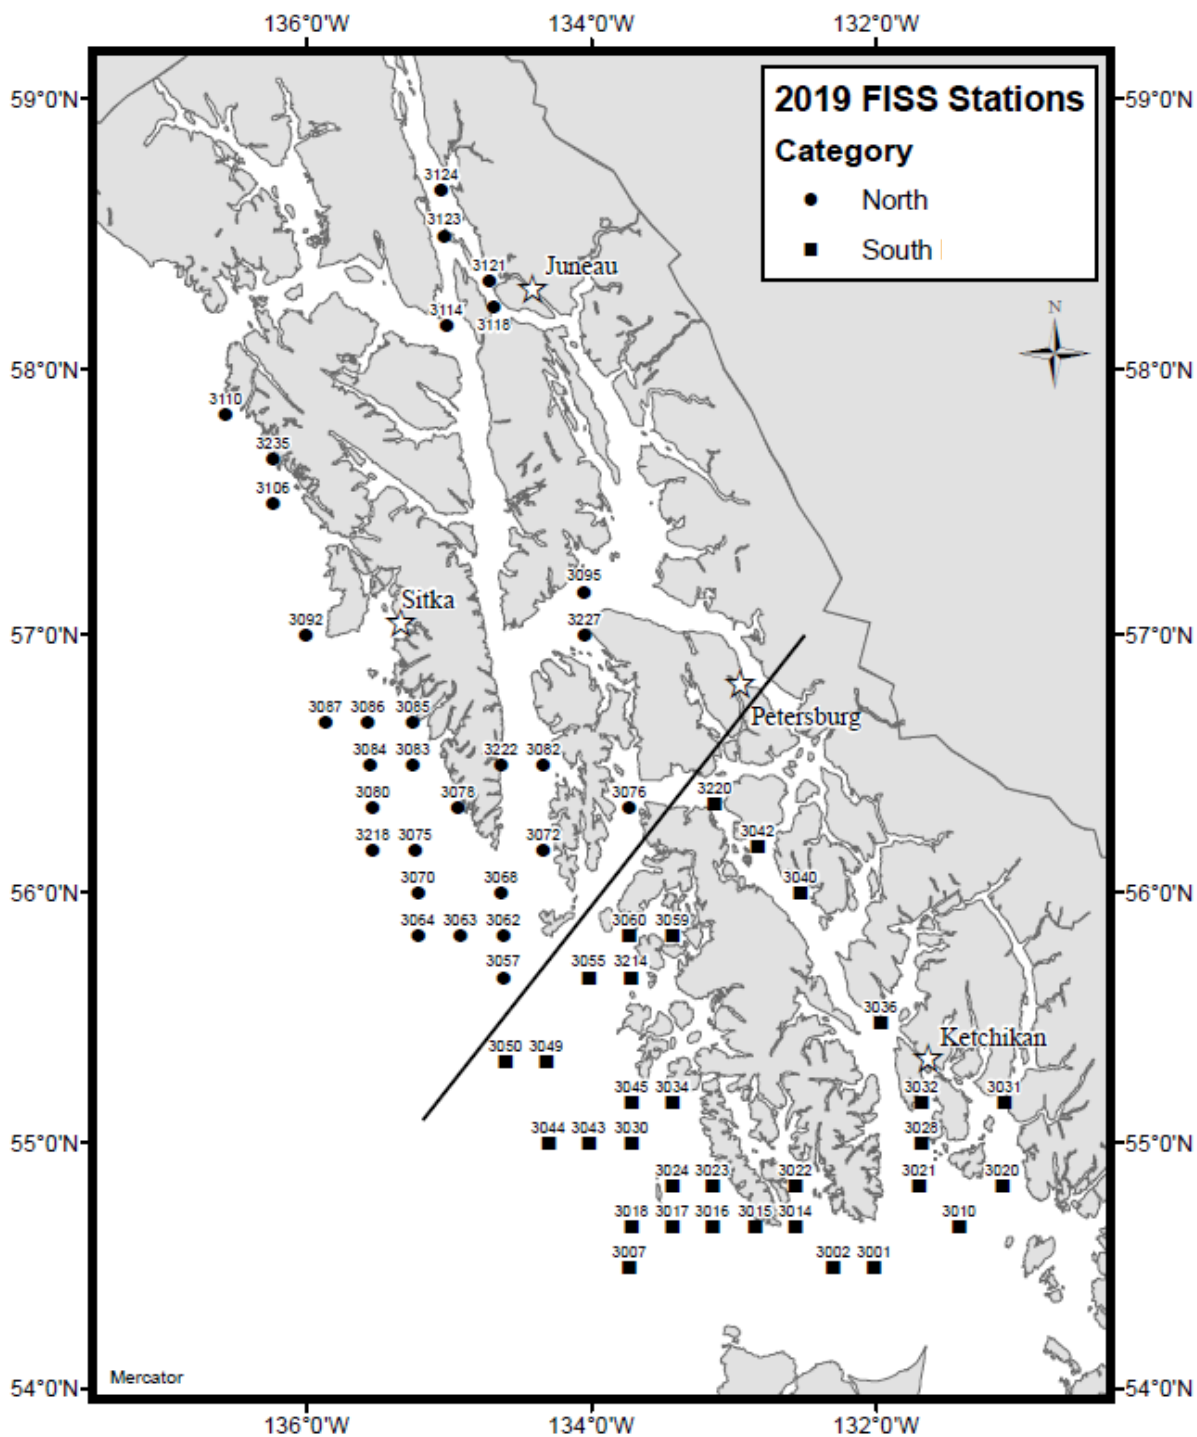 136°0'W 134°0'W 132°0'W
59°0'N 59°0'N
2019 FISS Stations
Category
North
South
3124
3123
3121 Juneau
3114 3118
N
58°0'N 58°0'N
3110
3235
3106
3095
Sitka
3092 3227
57°0'N 57°0'N
3087 3086 3085
Petersburg
3084 3083 3222 3082
3080 3078 3076 3220
3218 3075 3072 3042
3070 3068 3040
56°0'N 56°0'N
3064 3063 3062 3060 3059
3057 3055 3214
3036
Ketchikan
3050 3049
3045 3034 3032 3031
3044 3043 3030 3028
55°0'N 55°0'N
3024 3023 3022 3021 3020
3018 3017 3016 3015 3014 3010
3007 3002 3001
Mercator
54°0'N 54°0'N
136°0'W 134°0'W 132°0'W